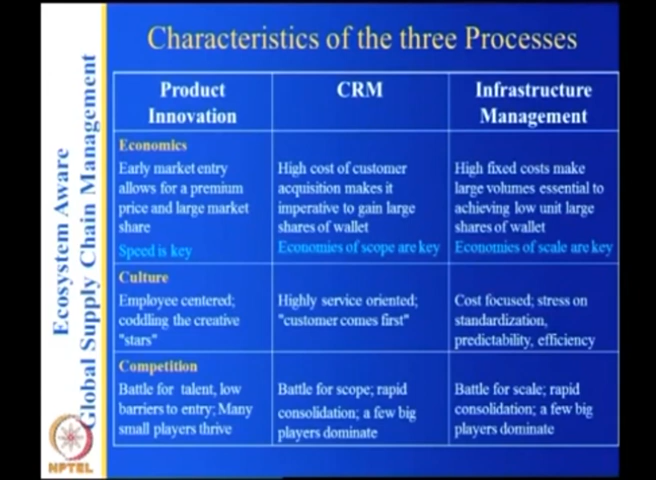 Characteristics of the three Processes
Ecosystem Aware
Global Supply Chain Management
Product
Innovation
CRM
Infrastructure
Management
Economics
Early market entry
allows for a premium
price and large market
share
Speed is key
High cost of customer
acquisition makes it
imperative to gain large
shares of wallet
Economies of scope are key
High fixed costs make
large volumes essential to
achieving low unit large
shares of wallet
Economies of scale are key
Culture
Employee centered;
coddling the creative
"stars"
Highly service oriented;
"customer comes first"
Cost focused; stress on
standardization,
predictability, efficiency
Competition
Battle for talent, low
barriers to entry; Many
small players thrive
Battle for scope; rapid
consolidation; a few big
players dominate
Battle for scale; rapid
consolidation; a few big
players dominate
NPTEL